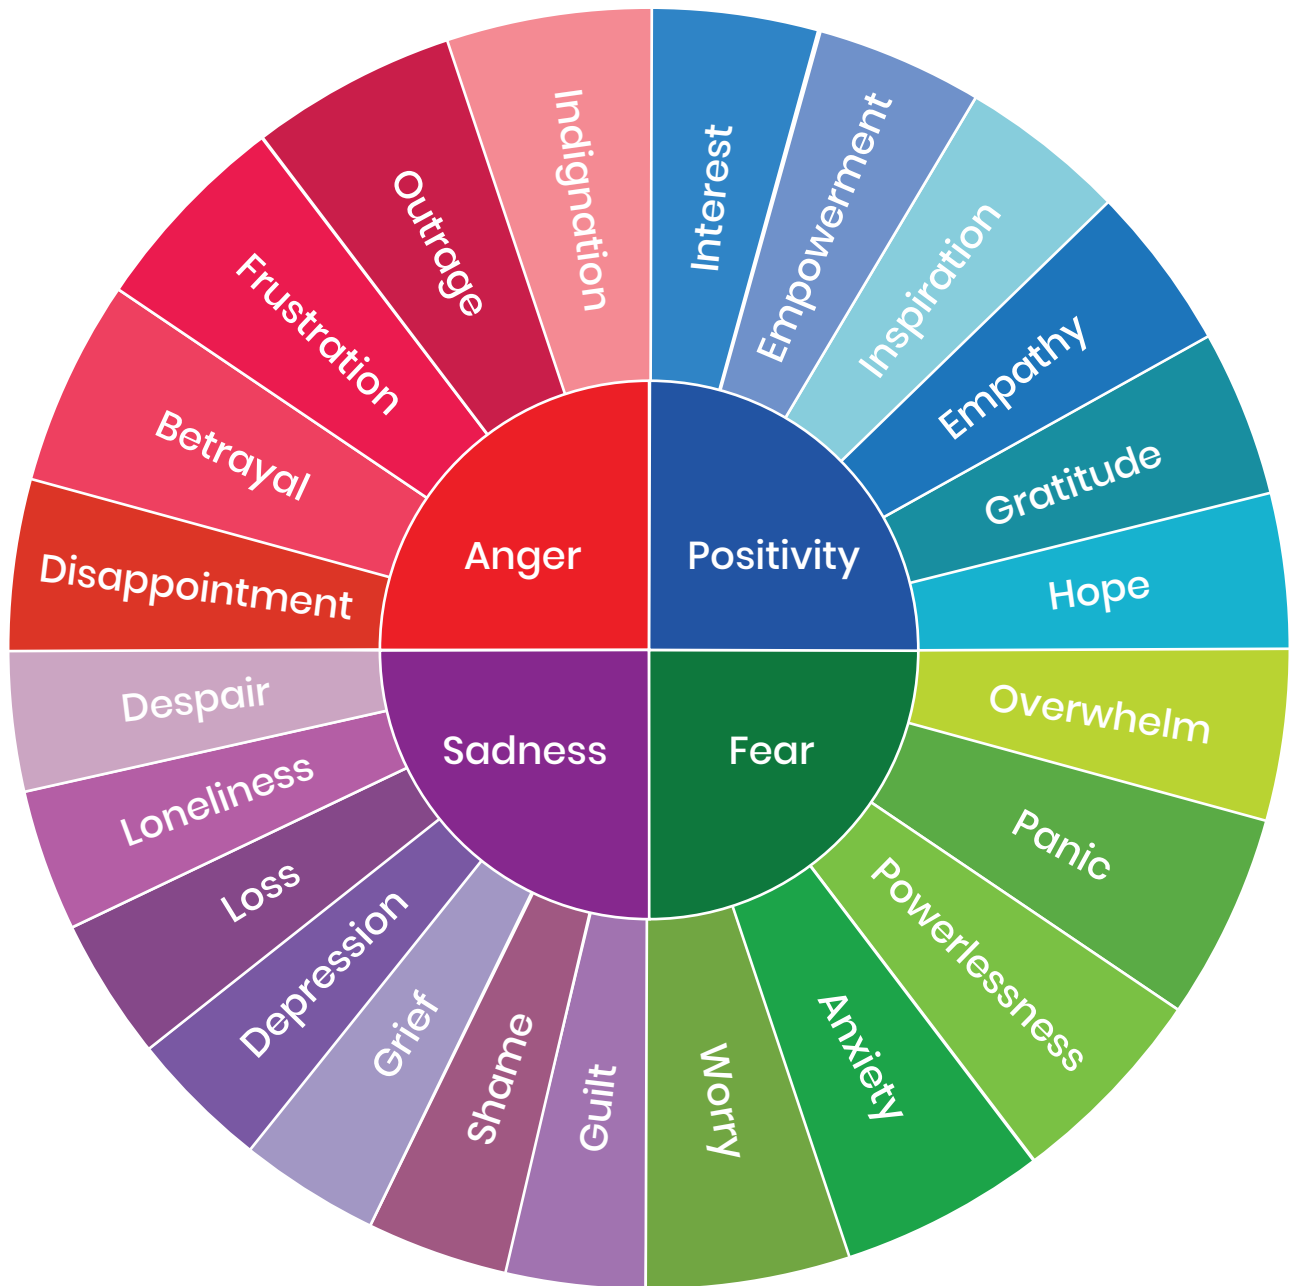 Anger
Positivity
Sadness
Fear
Interest
Empowerment
Inspiration
Empathy
Gratitude
Hope
Overwhelm
Panic
Powerlessness
Anxiety
Worry
Guilt
Shame
Grief
Depression
Loss
Loneliness
Despair
Disappointment
Betrayal
Frustration
Outrage
Indignation